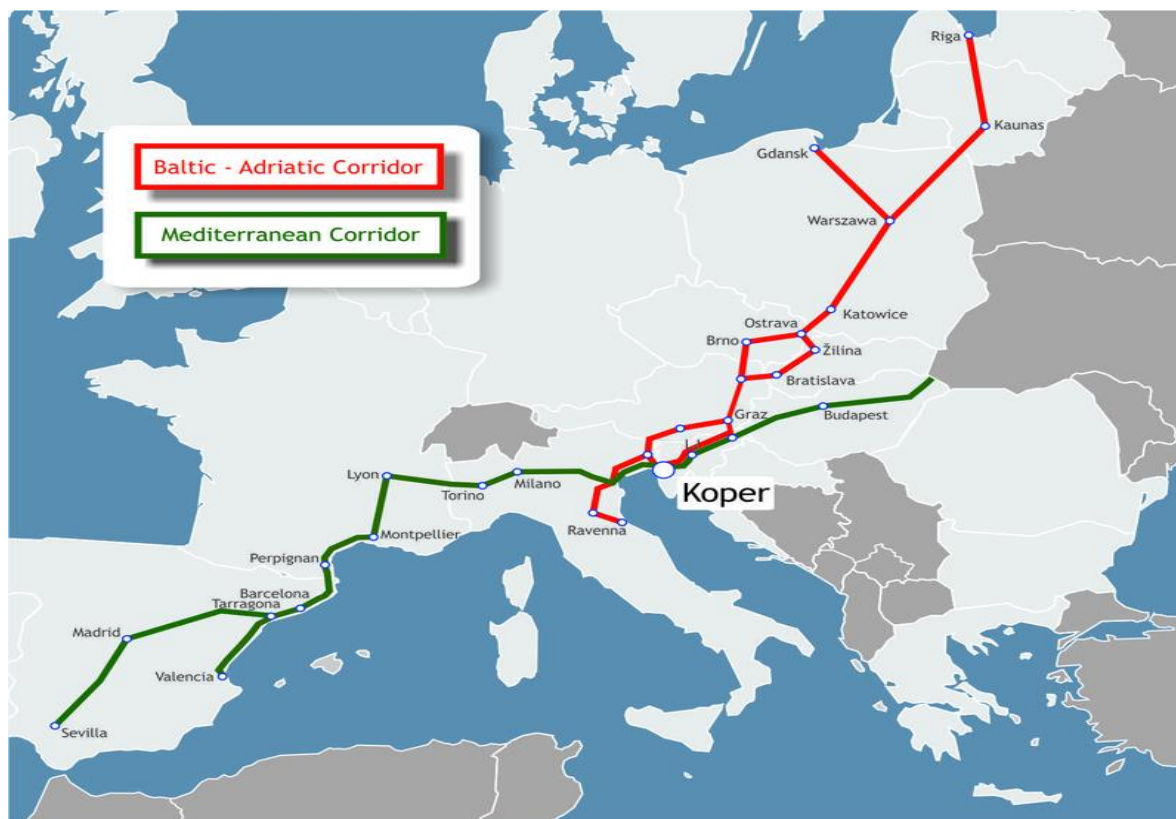 Riga
Kaunas
Gdansk
Baltic - Adriatic Corridor
Warszawa
Mediterranean Corridor
Katowice
Ostrava
Brno
Žilina
Bratislava
Graz
Budapest
Lyon
Torino
Milano
Koper
Ravenna
Montpellier
Perpignan
Barcelona
Tarragona
Madrid
Valencia
Sevilla